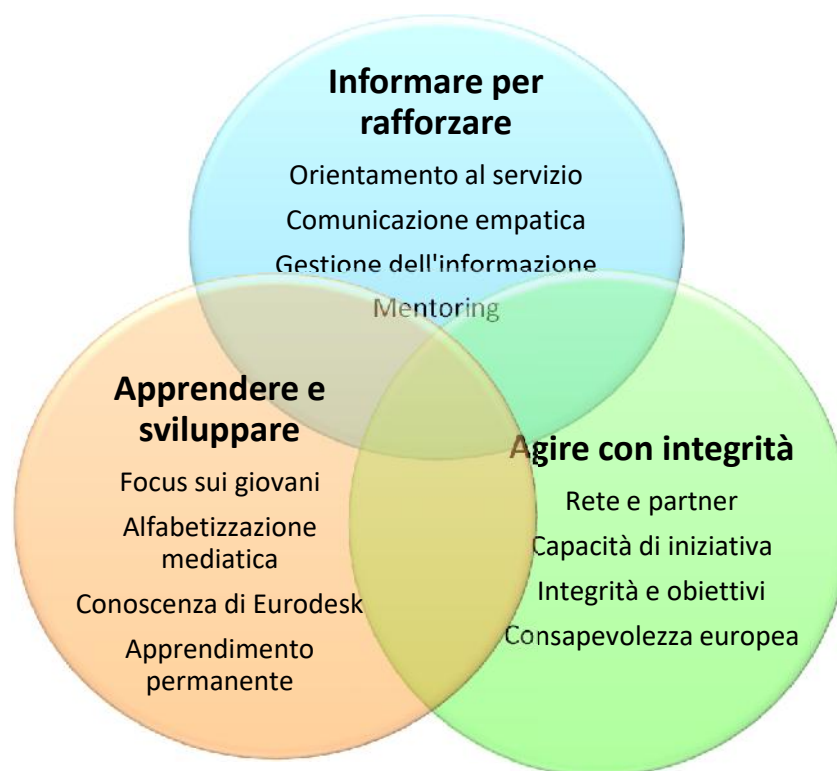 Informare per
rafforzare
Orientamento al servizio
Comunicazione empatica
Gestione dell'informazione
Mentoring
Apprendere e
sviluppare
Focus sui giovani
Alfabetizzazione
mediatica
Conoscenza di Eurodesk
Apprendimento
permanente
Agire con integrità
Rete e partner
Capacità di iniziativa
Integrità e obiettivi
Consapevolezza europea